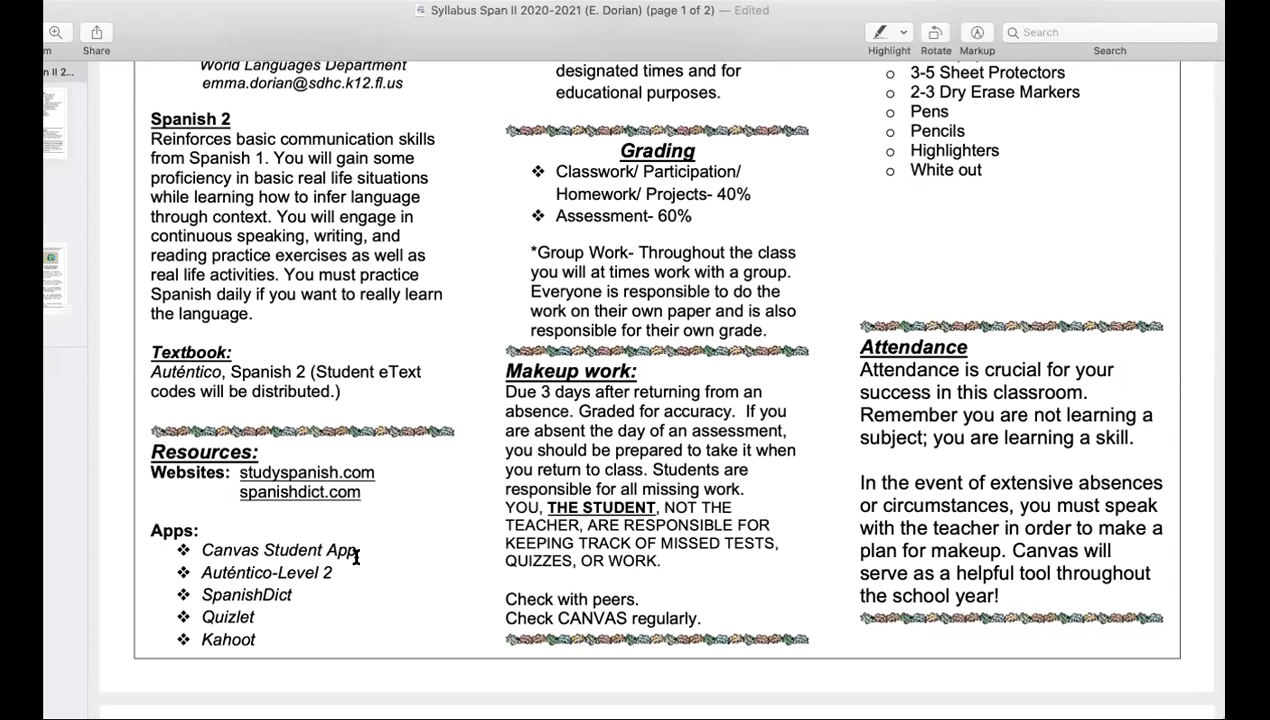 Syllabus Span II 2020-2021 (E. Dorian) (page 1 of 2) — Edited
Share
Highlight
Rotate
Markup
Search
Search
World Languages Department
emma.dorian@sdhc.k12.fl.us
Spanish 2
Reinforces basic communication skills
from Spanish 1. You will gain some
proficiency in basic real life situations
while learning how to infer language
through context. You will engage in
continuous speaking, writing, and
reading practice exercises as well as
real life activities. You must practice
Spanish daily if you want to really learn
the language.
Textbook:
Auténtico, Spanish 2 (Student eText
codes will be distributed.)
Resources:
Websites: studyspanish.com
spanishdict.com
Apps:
❖ Canvas Student App
❖ Auténtico-Level 2
❖ SpanishDict
❖ Quizlet
❖ Kahoot
designated times and for
educational purposes.
Grading
❖ Classwork/ Participation/
Homework/ Projects- 40%
❖ Assessment- 60%
*Group Work- Throughout the class
you will at times work with a group.
Everyone is responsible to do the
work on their own paper and is also
responsible for their own grade.
Makeup work:
Due 3 days after returning from an
absence. Graded for accuracy. If you
are absent the day of an assessment,
you should be prepared to take it when
you return to class. Students are
responsible for all missing work.
YOU, THE STUDENT, NOT THE
TEACHER, ARE RESPONSIBLE FOR
KEEPING TRACK OF MISSED TESTS,
QUIZZES, OR WORK.
Check with peers.
Check CANVAS regularly.
o 3-5 Sheet Protectors
o 2-3 Dry Erase Markers
o Pens
o Pencils
o Highlighters
o White out
Attendance
Attendance is crucial for your
success in this classroom.
Remember you are not learning a
subject; you are learning a skill.
In the event of extensive absences
or circumstances, you must speak
with the teacher in order to make a
plan for makeup. Canvas will
serve as a helpful tool throughout
the school year!